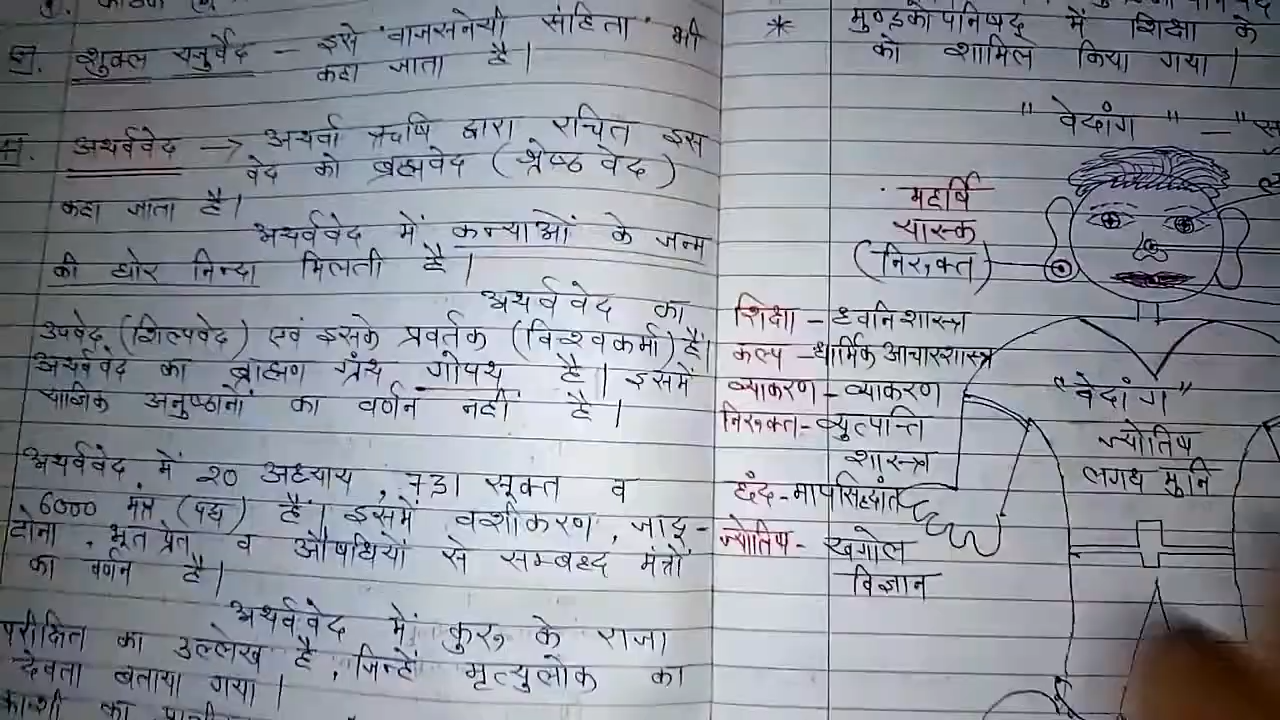 शुक्ल यजुर्वेद – इसे वाजसनेयी संहिता भी
कहा जाता है।
अथर्ववेद → अथर्वा ऋषि द्वारा रचित इस
वेद को ब्रह्मवेद (श्रेष्ठ वेद)
कहा जाता है।
अथर्ववेद में कन्याओं के जन्म
की घोर निन्दा मिलती है।
अथर्ववेद का
उपवेद (शिल्पवेद) एवं इसके प्रवर्तक (विश्वकर्मा) हैं।
अथर्ववेद का ब्राह्मण ग्रंथ गोपथ है। इसमें
याज्ञिक अनुष्ठानों का वर्णन नहीं है।
अथर्ववेद में २० अध्याय, 731 सूक्त व
6000 मंत्र (पद्य) हैं। इसमें वशीकरण, जादू-
टोना, भूत प्रेत व औषधियों से सम्बद्ध मंत्रों
का वर्णन है।
अथर्ववेद में कुरु के राजा
परीक्षित का उल्लेख है, जिन्हें मृत्युलोक का
देवता बताया गया।
काशी का
* मुण्डकोपनिषद् में शिक्षा के
को शामिल किया गया।
"वेदांग" –
महर्षि
यास्क
(निरुक्त)
शिक्षा – ध्वनिशास्त्र
कल्प – धार्मिक आचारशास्त्र
व्याकरण – व्याकरण
निरुक्त – व्युत्पत्ति
शास्त्र
छंद – मापसिद्धांत
ज्योतिष – खगोल
विज्ञान
"वेदांग"
ज्योतिष
लगध मुनि